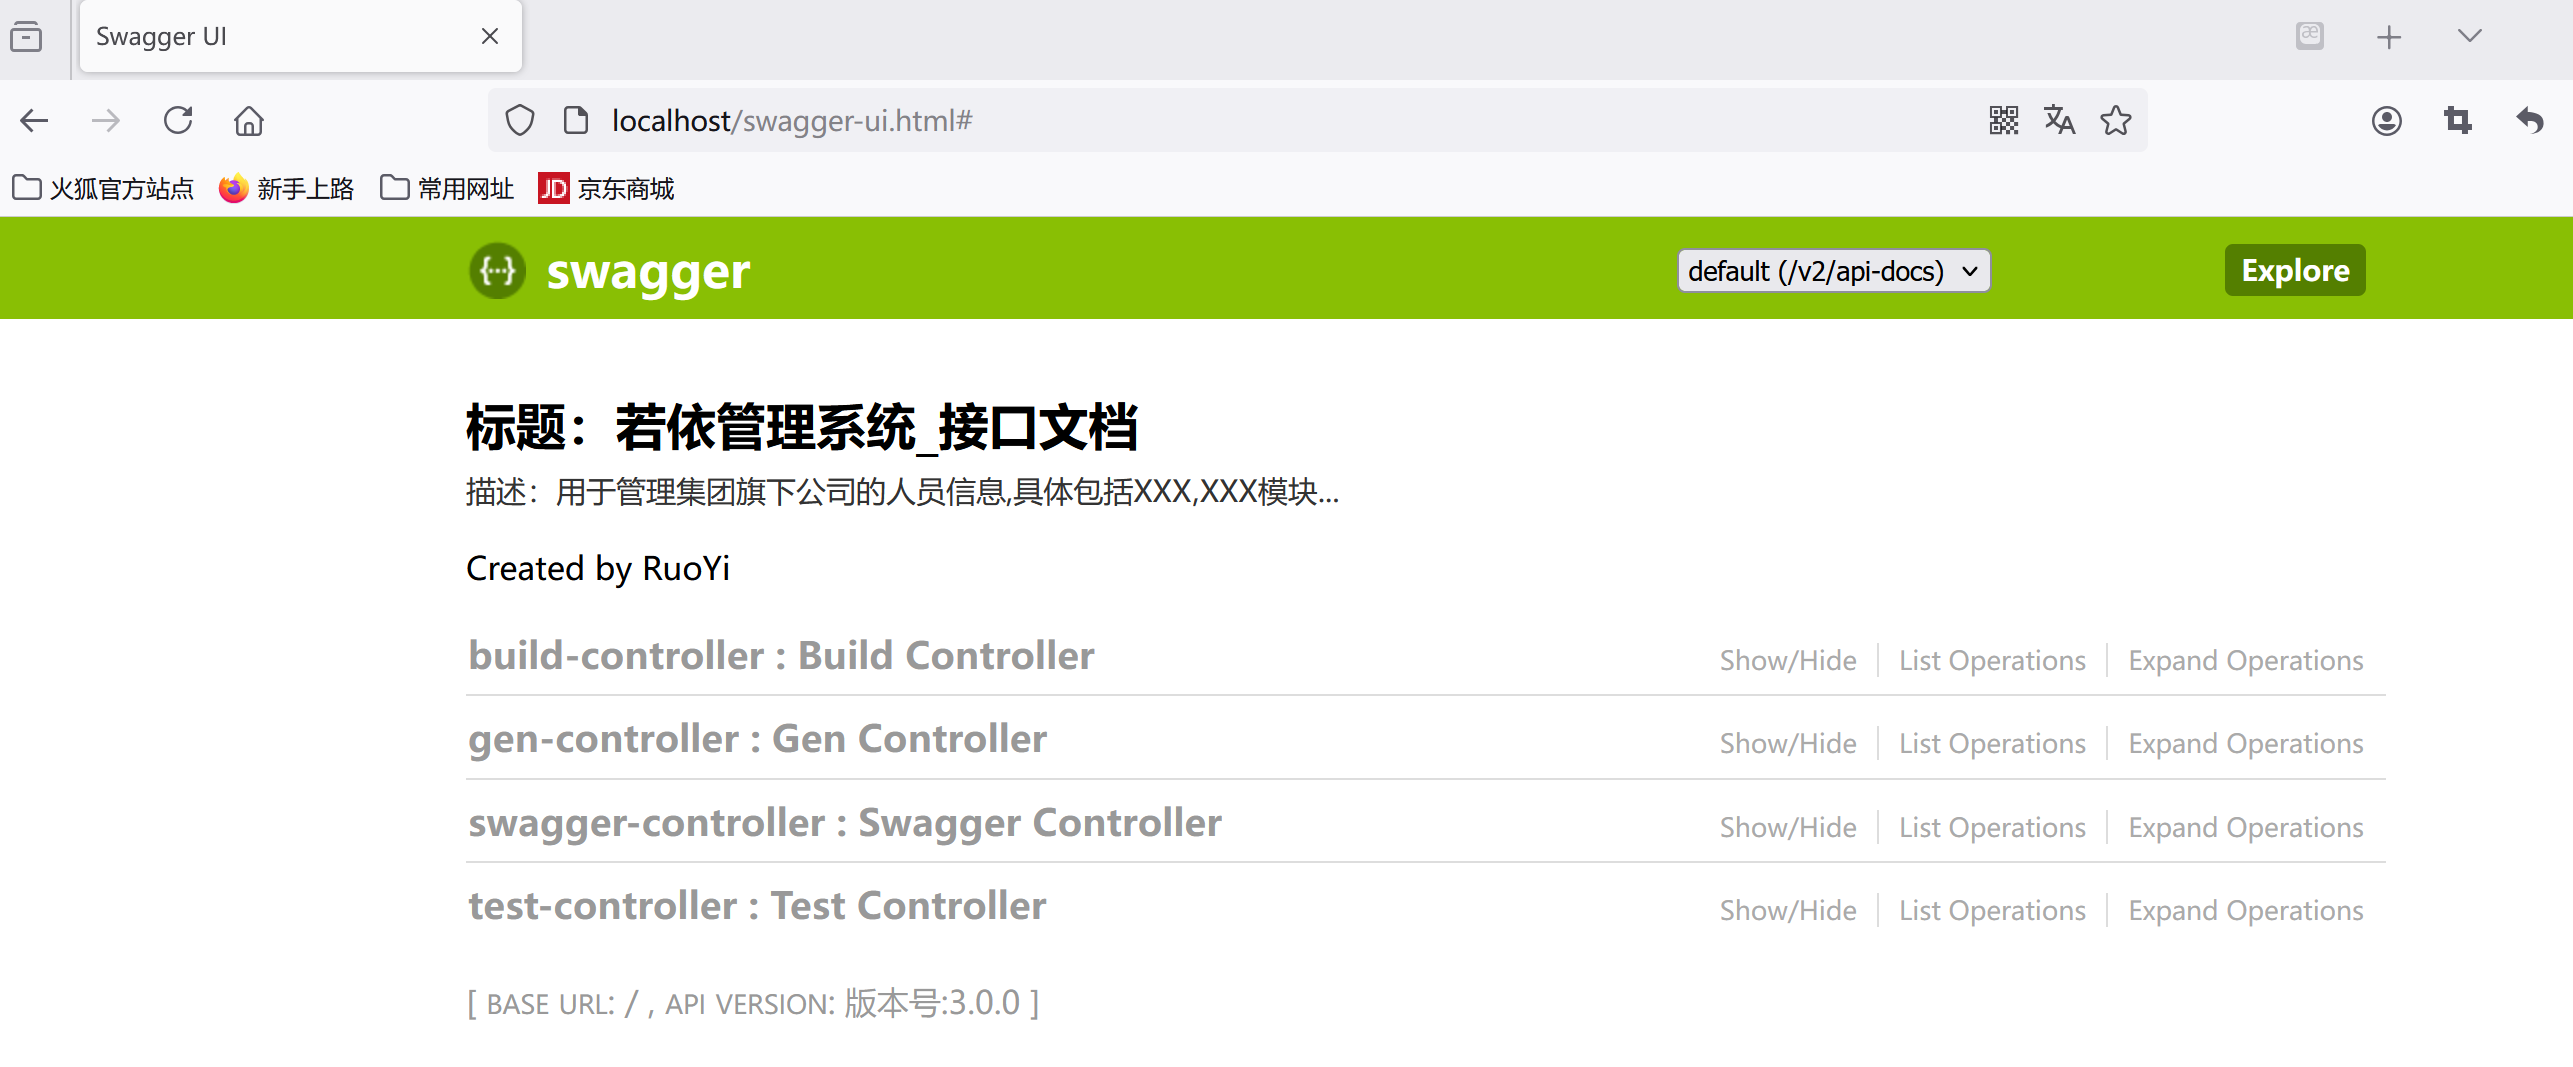 Swagger UI
localhost/swagger-ui.html#
火狐官方站点 新手上路 常用网址 JD 京东商城
{···} swagger default (/v2/api-docs) Explore
标题：若依管理系统_接口文档
描述：用于管理集团旗下公司的人员信息,具体包括XXX,XXX模块...
Created by RuoYi
build-controller : Build Controller Show/Hide List Operations Expand Operations
gen-controller : Gen Controller Show/Hide List Operations Expand Operations
swagger-controller : Swagger Controller Show/Hide List Operations Expand Operations
test-controller : Test Controller Show/Hide List Operations Expand Operations
[ BASE URL: / , API VERSION: 版本号:3.0.0 ]